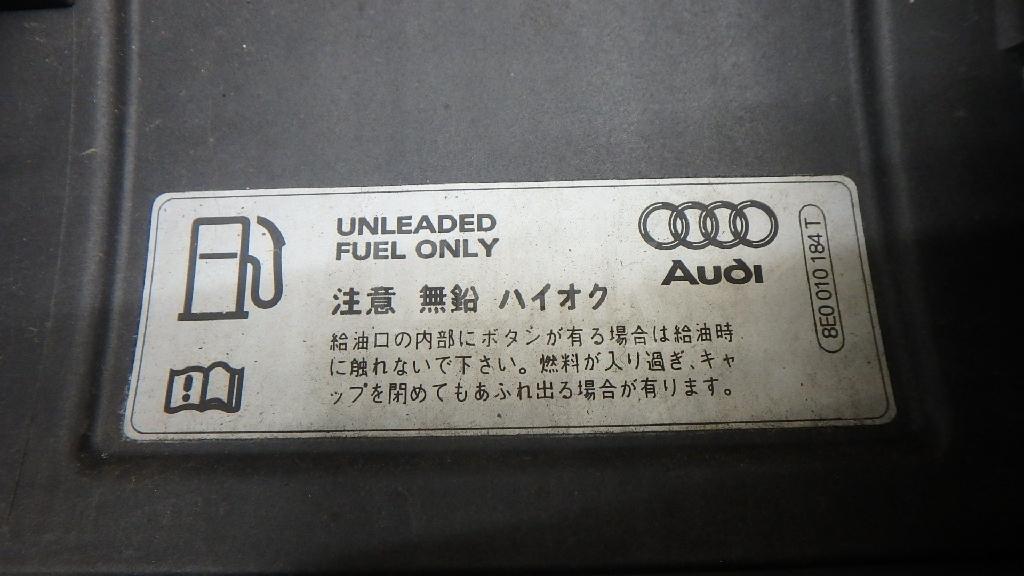 UNLEADED
FUEL ONLY
Audi
8E0 010 184 T
注意 無鉛 ハイオク
給油口の内部にボタンが有る場合は給油時
に触れないで下さい。燃料が入り過ぎ、キャ
ップを閉めてもあふれ出る場合が有ります。